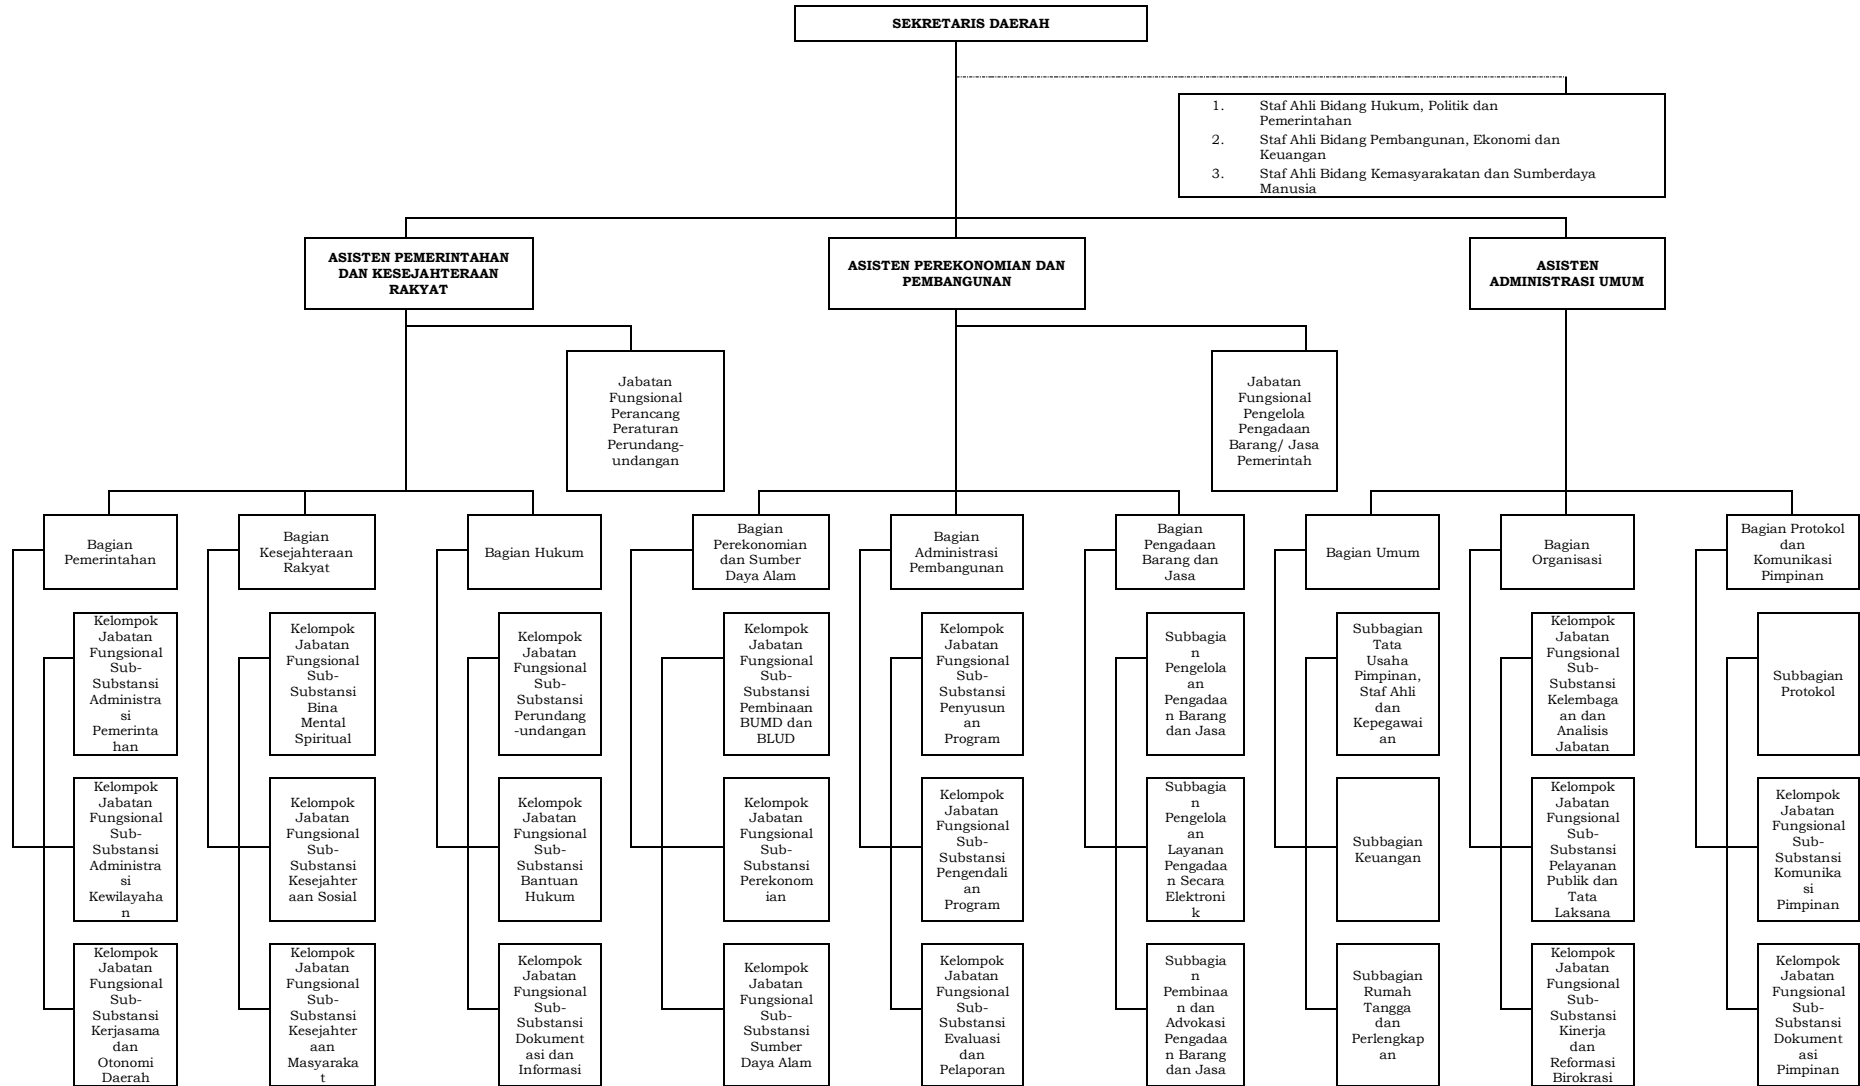 SEKRETARIS DAERAH
1. Staf Ahli Bidang Hukum, Politik dan
Pemerintahan
2. Staf Ahli Bidang Pembangunan, Ekonomi dan
Keuangan
3. Staf Ahli Bidang Kemasyarakatan dan Sumberdaya
Manusia
ASISTEN PEMERINTAHAN
DAN KESEJAHTERAAN
RAKYAT
ASISTEN PEREKONOMIAN DAN
PEMBANGUNAN
ASISTEN
ADMINISTRASI UMUM
Jabatan
Fungsional
Perancang
Peraturan
Perundang-
undangan
Jabatan
Fungsional
Pengelola
Pengadaan
Barang/ Jasa
Pemerintah
Bagian
Pemerintahan
Bagian
Kesejahteraan
Rakyat
Bagian Hukum
Bagian
Perekonomian
dan Sumber
Daya Alam
Bagian
Administrasi
Pembangunan
Bagian
Pengadaan
Barang dan
Jasa
Bagian Umum
Bagian
Organisasi
Bagian Protokol
dan
Komunikasi
Pimpinan
Kelompok
Jabatan
Fungsional
Sub-
Substansi
Administra
si
Pemerinta
han
Kelompok
Jabatan
Fungsional
Sub-
Substansi
Bina
Mental
Spiritual
Kelompok
Jabatan
Fungsional
Sub-
Substansi
Perundang
-undangan
Kelompok
Jabatan
Fungsional
Sub-
Substansi
Pembinaan
BUMD dan
BLUD
Kelompok
Jabatan
Fungsional
Sub-
Substansi
Penyusun
an
Program
Subbagia
n
Pengelola
an
Pengadaa
n Barang
dan Jasa
Subbagian
Tata
Usaha
Pimpinan,
Staf Ahli
dan
Kepegawai
an
Kelompok
Jabatan
Fungsional
Sub-
Substansi
Kelembaga
an dan
Analisis
Jabatan
Subbagian
Protokol
Kelompok
Jabatan
Fungsional
Sub-
Substansi
Administra
si
Kewilayaha
n
Kelompok
Jabatan
Fungsional
Sub-
Substansi
Kesejahter
aan Sosial
Kelompok
Jabatan
Fungsional
Sub-
Substansi
Bantuan
Hukum
Kelompok
Jabatan
Fungsional
Sub-
Substansi
Perekonom
ian
Kelompok
Jabatan
Fungsional
Sub-
Substansi
Pengendali
an
Program
Subbagia
n
Pengelola
an
Layanan
Pengadaa
n Secara
Elektroni
k
Subbagian
Keuangan
Kelompok
Jabatan
Fungsional
Sub-
Substansi
Pelayanan
Publik dan
Tata
Laksana
Kelompok
Jabatan
Fungsional
Sub-
Substansi
Komunika
si
Pimpinan
Kelompok
Jabatan
Fungsional
Sub-
Substansi
Kerjasama
dan
Otonomi
Daerah
Kelompok
Jabatan
Fungsional
Sub-
Substansi
Kesejahter
aan
Masyaraka
t
Kelompok
Jabatan
Fungsional
Sub-
Substansi
Dokument
asi dan
Informasi
Kelompok
Jabatan
Fungsional
Sub-
Substansi
Sumber
Daya Alam
Kelompok
Jabatan
Fungsional
Sub-
Substansi
Evaluasi
dan
Pelaporan
Subbagia
n
Pembinaa
n dan
Advokasi
Pengadaa
n Barang
dan Jasa
Subbagian
Rumah
Tangga
dan
Perlengkap
an
Kelompok
Jabatan
Fungsional
Sub-
Substansi
Kinerja
dan
Reformasi
Birokrasi
Kelompok
Jabatan
Fungsional
Sub-
Substansi
Dokument
asi
Pimpinan